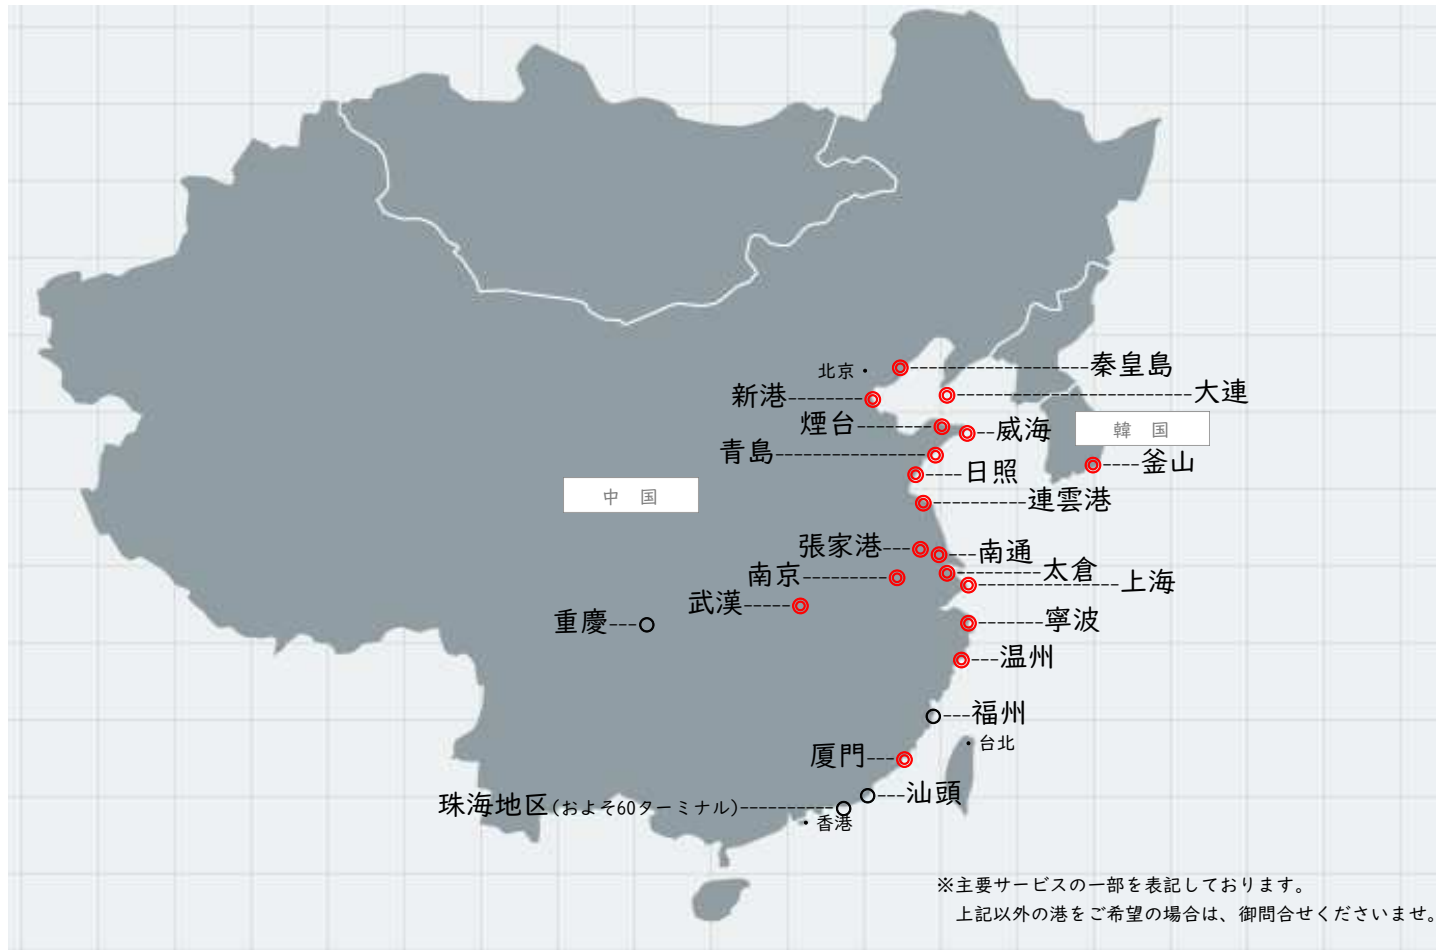 秦皇島
北京・
大連
新港
煙台
威海
韓 国
青島
釜山
日照
中 国
連雲港
張家港
南通
太倉
南京
上海
武漢
重慶
寧波
温州
福州
・台北
厦門
汕頭
珠海地区(およそ60ターミナル)
・香港
※主要サービスの一部を表記しております。
上記以外の港をご希望の場合は、御問合せくださいませ。